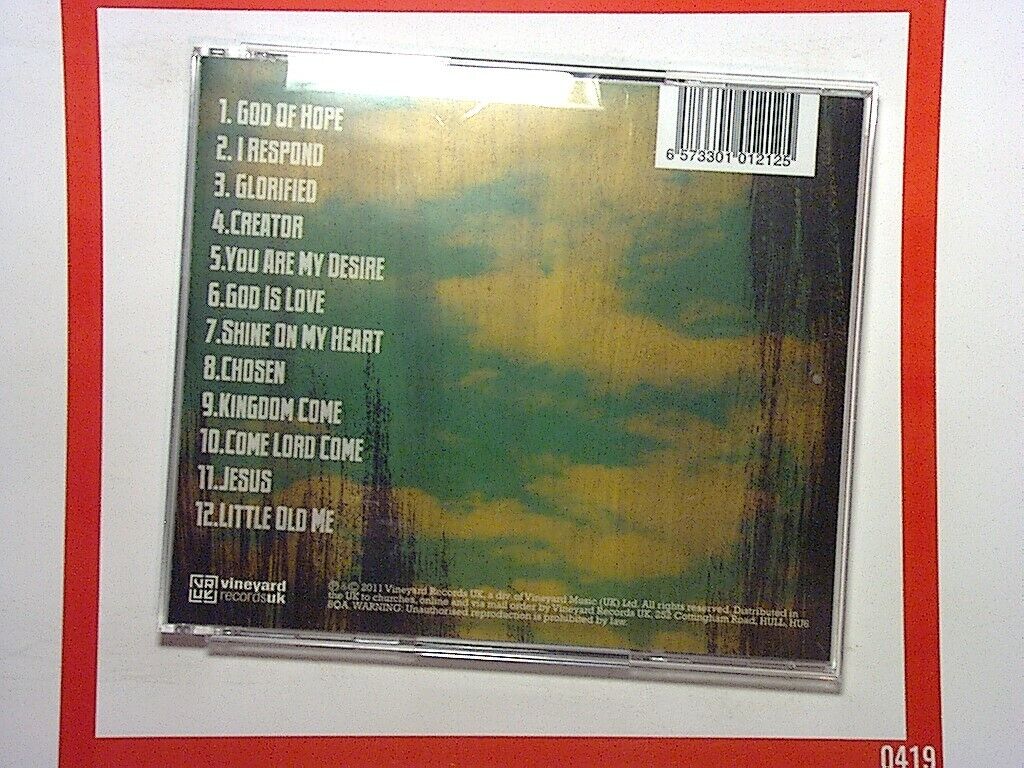 1. GOD OF HOPE
2. I RESPOND
3. GLORIFIED
4.CREATOR
5.YOU ARE MY DESIRE
6.GOD IS LOVE
7.SHINE ON MY HEART
8.CHOSEN
9.KINGDOM COME
10.COME LORD COME
11.JESUS
12.LITTLE OLD ME
6 573301 012125
VR
UK
vineyard
recordsuk
℗ & © 2011 Vineyard Records UK, a div of Vineyard Music (UK) Ltd. All rights reserved. Distributed in
the UK to churches, online and via mail order by Vineyard Records UK, Cottingham Road, HULL, HU6
8QA. WARNING: Unauthorised reproduction is prohibited by law.
0419